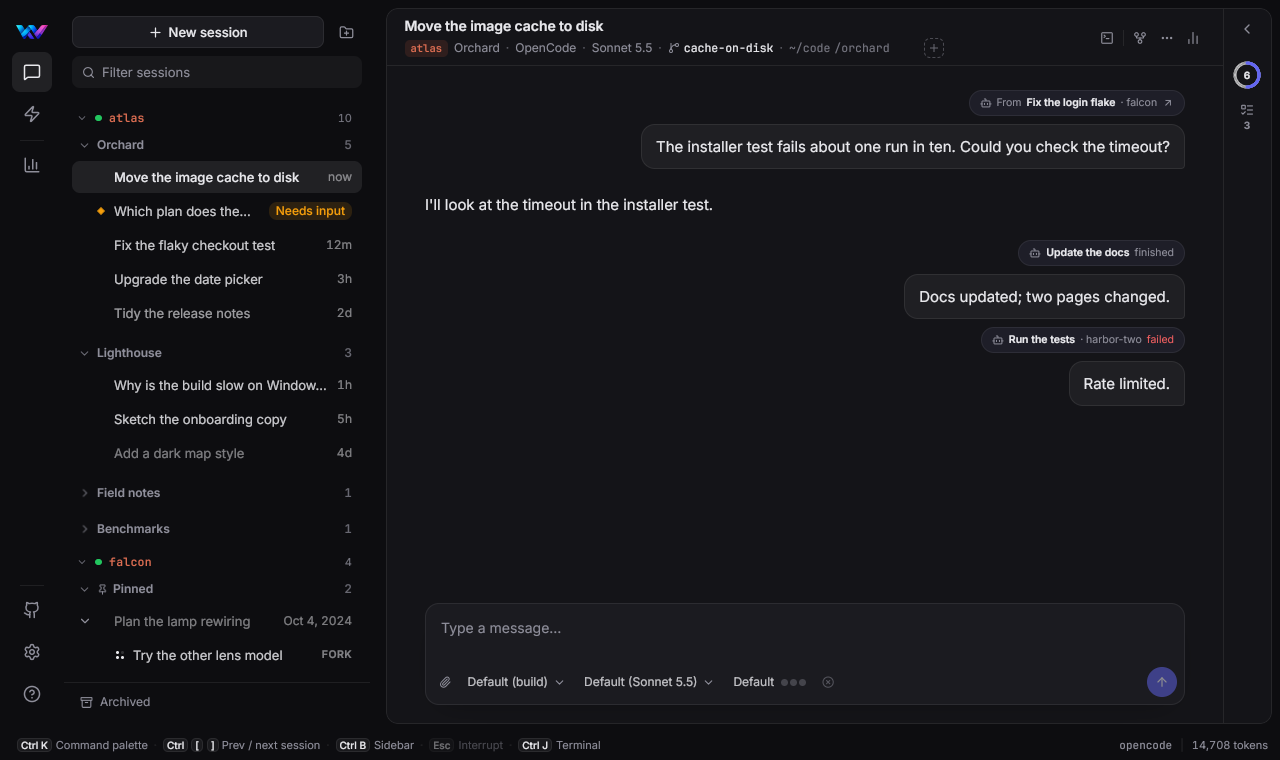 New session
Filter sessions
atlas 10
Orchard 5
Move the image cache to disk now
Which plan does the... Needs input
Fix the flaky checkout test 12m
Upgrade the date picker 3h
Tidy the release notes 2d
Lighthouse 3
Why is the build slow on Window... 1h
Sketch the onboarding copy 5h
Add a dark map style 4d
Field notes 1
Benchmarks 1
falcon 4
Pinned 2
Plan the lamp rewiring Oct 4, 2024
Try the other lens model FORK
Archived
Move the image cache to disk
atlas Orchard · OpenCode · Sonnet 5.5 · cache-on-disk · ~/code/orchard
From Fix the login flake · falcon
The installer test fails about one run in ten. Could you check the timeout?
I'll look at the timeout in the installer test.
Update the docs finished
Docs updated; two pages changed.
Run the tests · harbor-two failed
Rate limited.
Type a message...
Default (build) Default (Sonnet 5.5) Default
6
3
Ctrl K Command palette · Ctrl [ ] Prev / next session · Ctrl B Sidebar · Esc Interrupt · Ctrl J Terminal
opencode 14,708 tokens